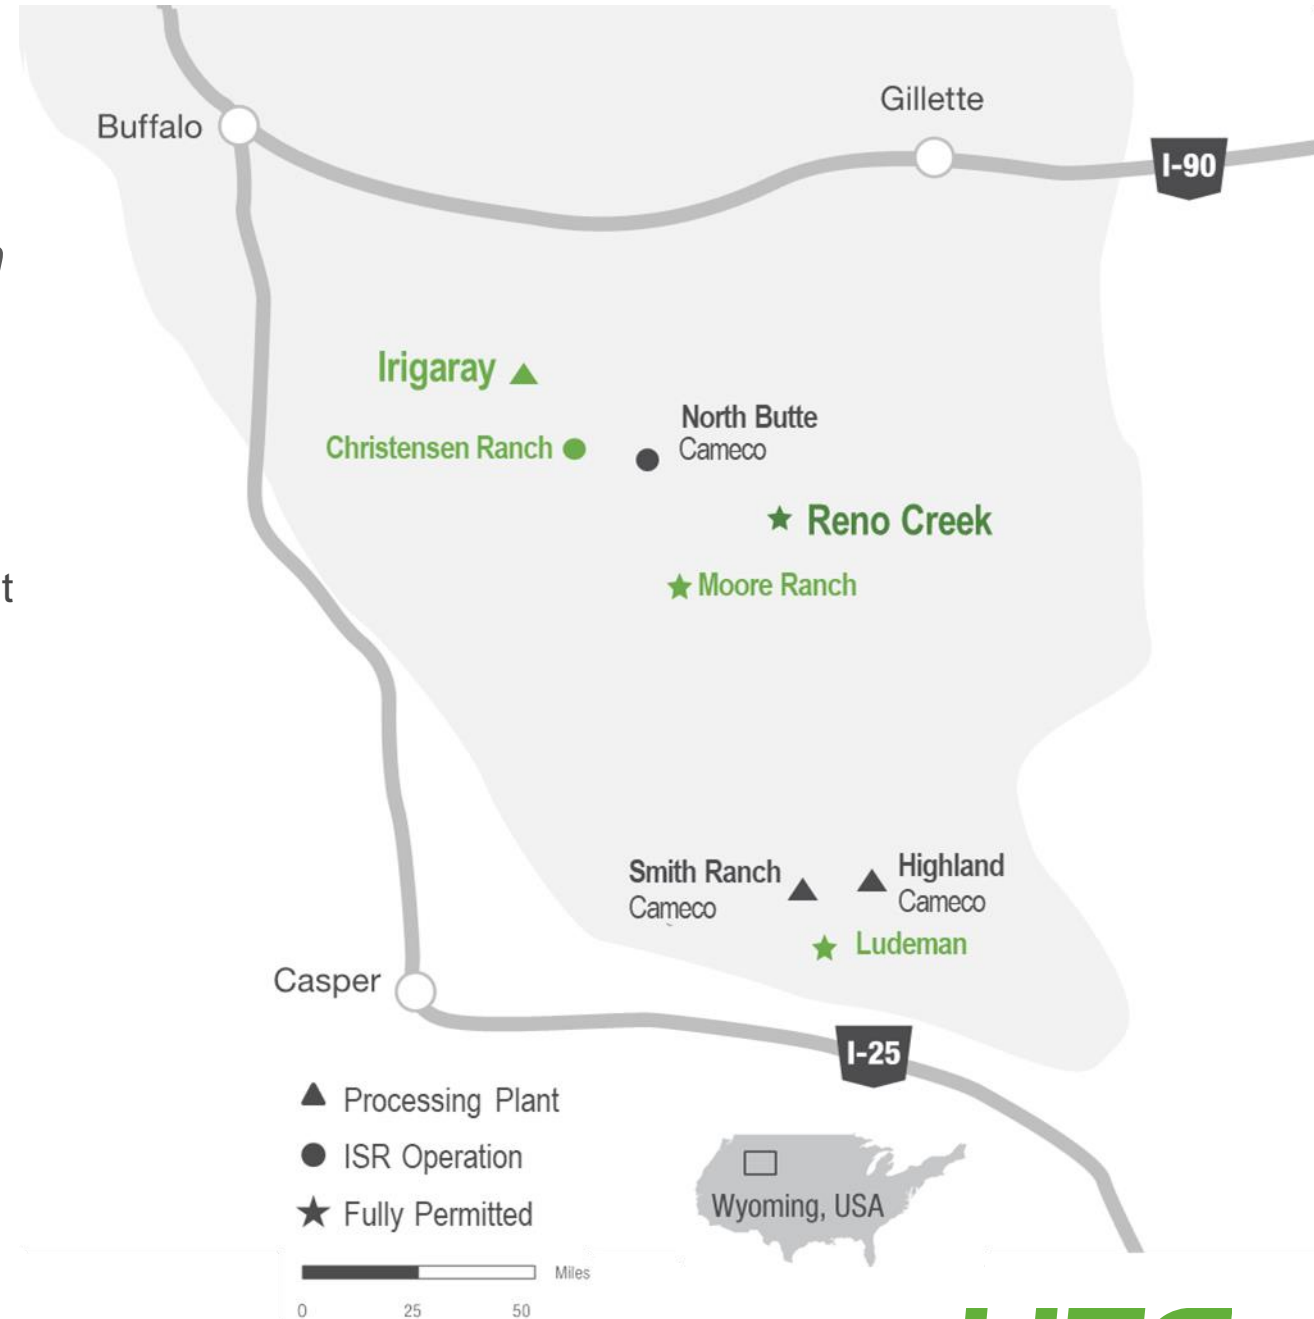 Gillette
Buffalo
I-90
Irigaray
North Butte
Christensen Ranch
Cameco
Reno Creek
t
Moore Ranch
Highland
Smith Ranch
Cameco
Cameco
Ludeman
Casper
I-25
Processing Plant
ISR Operation
Wyoming, USA
Fully Permitted
Miles
0 25 50